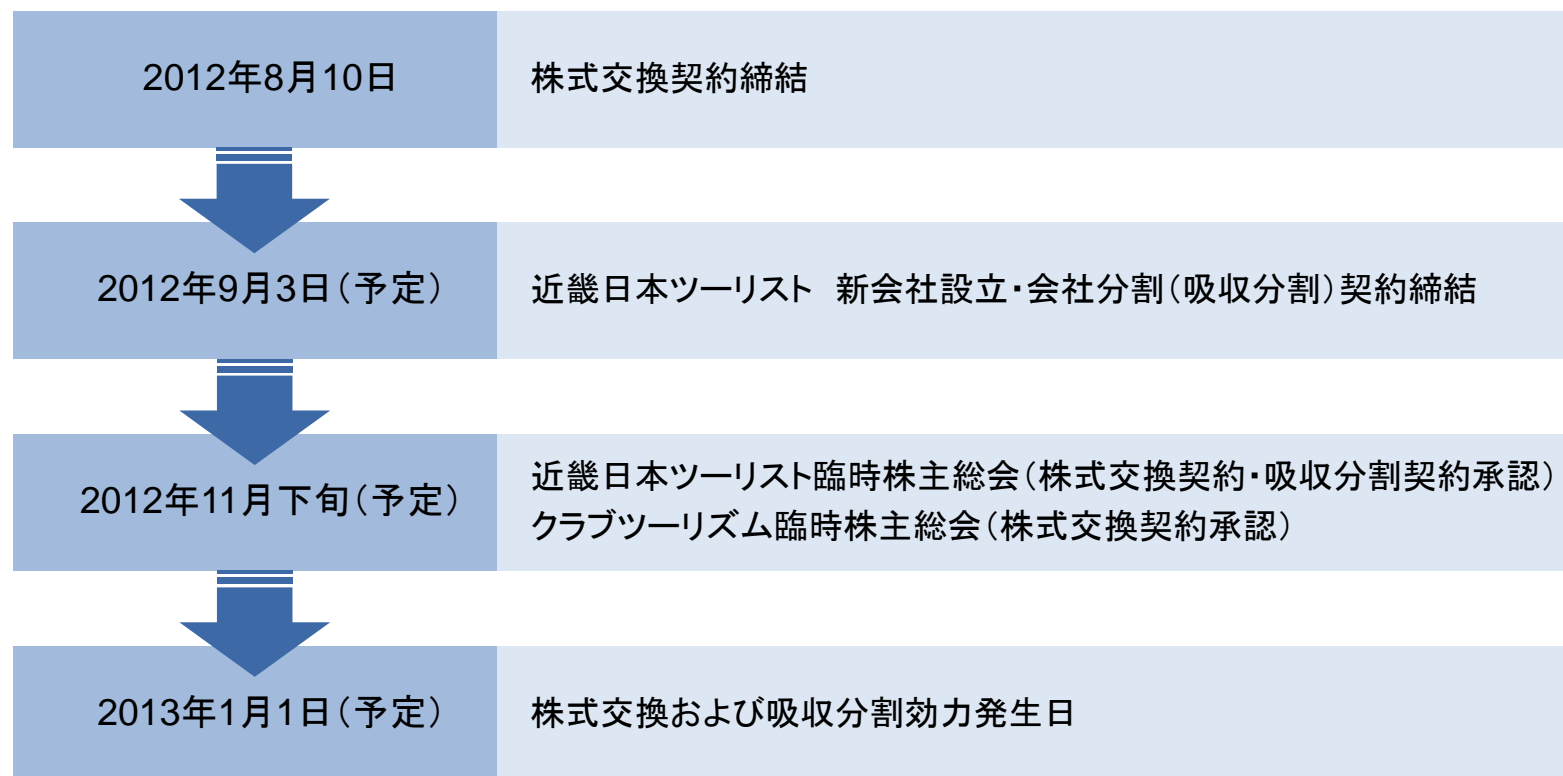 2012年8月10日
株式交換契約締結
2012年9月3日(予定)
近畿日本ツーリスト 新会社設立・会社分割(吸収分割)契約締結
2012年11月下旬(予定)
近畿日本ツーリスト臨時株主総会(株式交換契約・吸収分割契約承認)
クラブツーリズム臨時株主総会(株式交換契約承認)
2013年1月1日(予定)
株式交換および吸収分割効力発生日